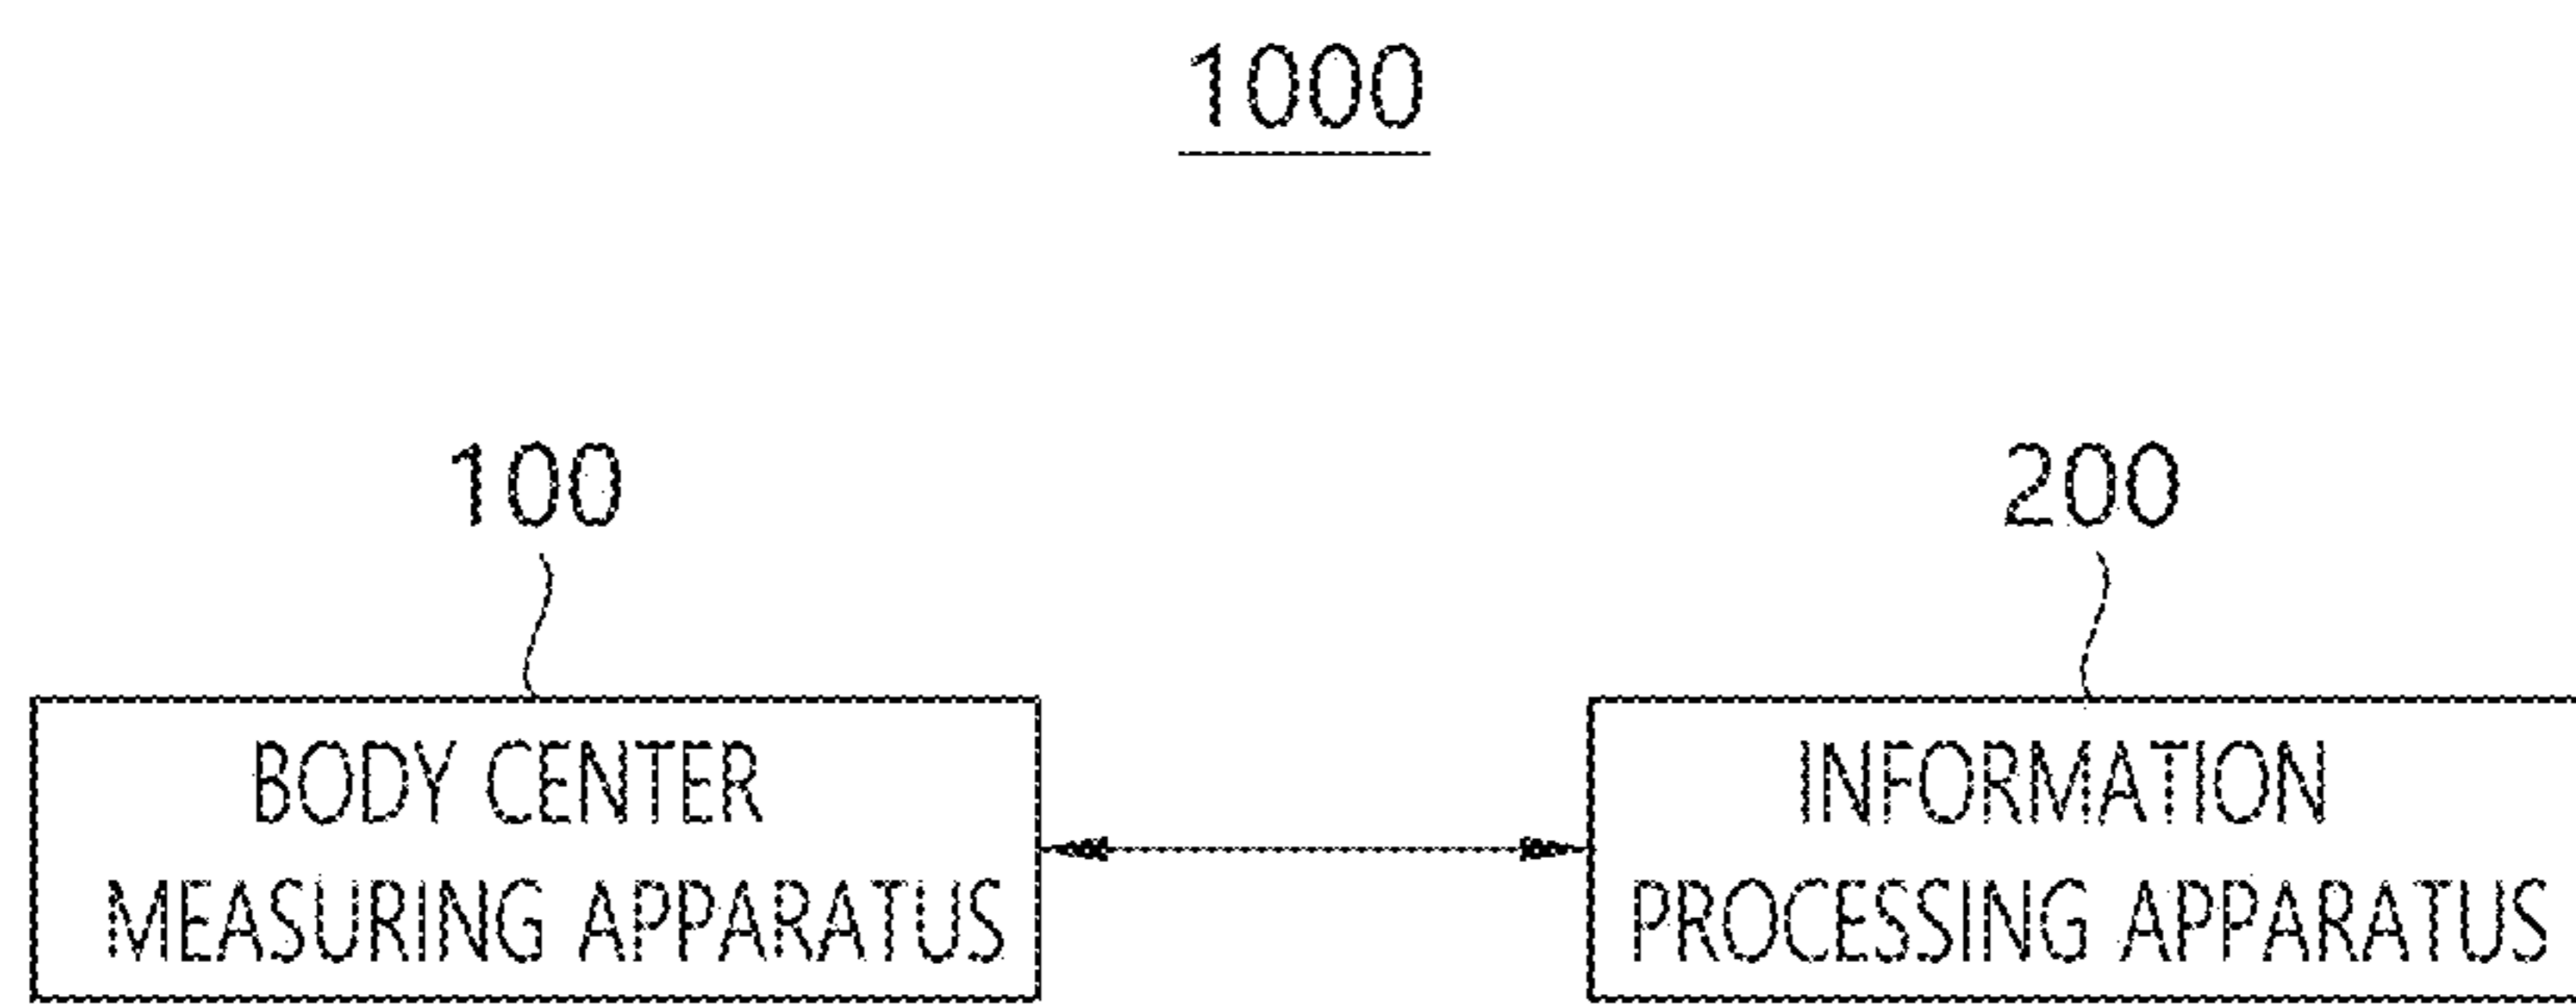 1000
100
200
BODY CENTER
MEASURING APPARATUS
INFORMATION
PROCESSING APPARATUS